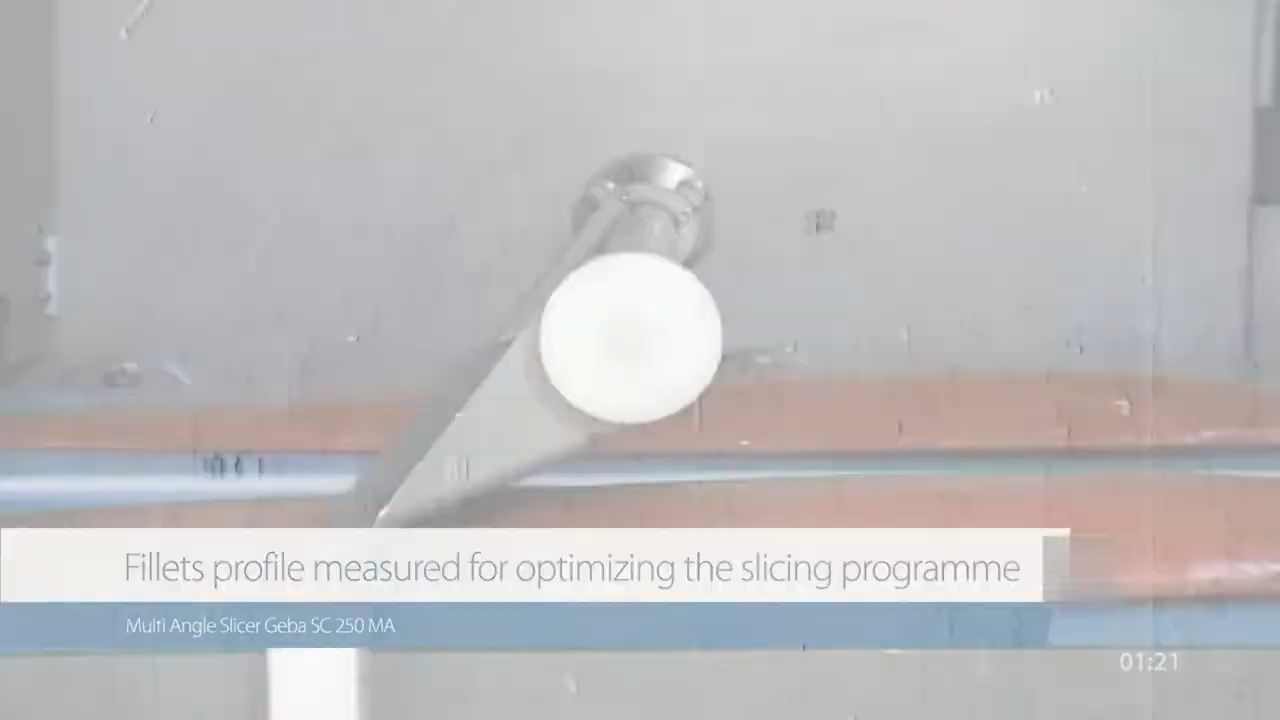 Fillets profile measured for optimizing the slicing programme
Multi Angle Slicer Geba SC 250 MA
01:21